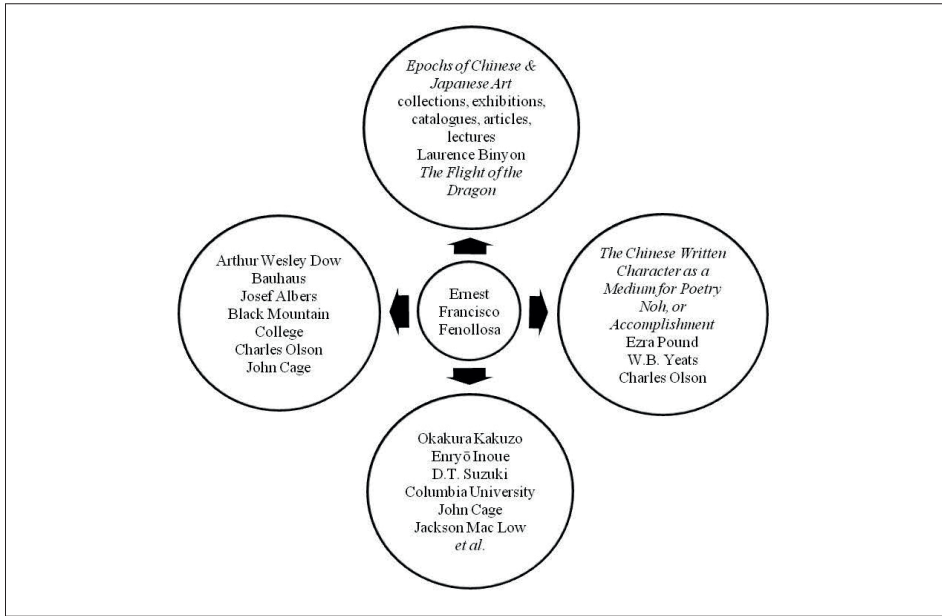 Epochs of Chinese &
Japanese Art
collections, exhibitions,
catalogues, articles,
lectures
Laurence Binyon
The Flight of the
Dragon
Arthur Wesley Dow
Bauhaus
Josef Albers
Black Mountain
College
Charles Olson
John Cage
Ernest
Francisco
Fenollosa
The Chinese Written
Character as a
Medium for Poetry
Noh, or
Accomplishment
Ezra Pound
W.B. Yeats
Charles Olson
Okakura Kakuzo
Enryō Inoue
D.T. Suzuki
Columbia University
John Cage
Jackson Mac Low
et al.